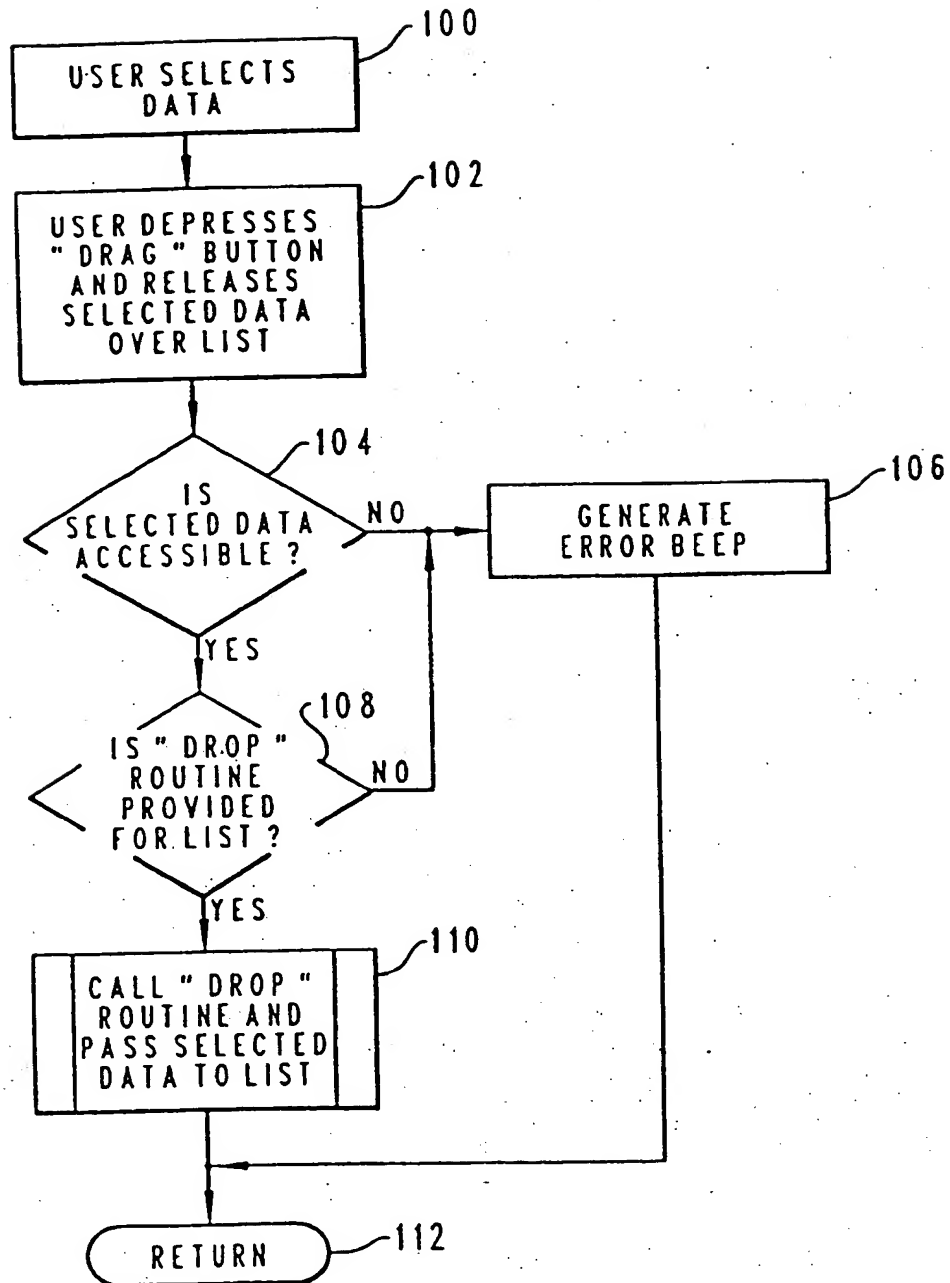 100
USER SELECTS
DATA
102
USER DEPRESSES
" DRAG " BUTTON
AND RELEASES
SELECTED DATA
OVER LIST
104
IS
SELECTED DATA
ACCESSIBLE ?
NO
106
GENERATE
ERROR BEEP
YES
108
IS " DROP "
ROUTINE
PROVIDED
FOR LIST ?
NO
YES
110
CALL " DROP "
ROUTINE AND
PASS SELECTED
DATA TO LIST
RETURN
112